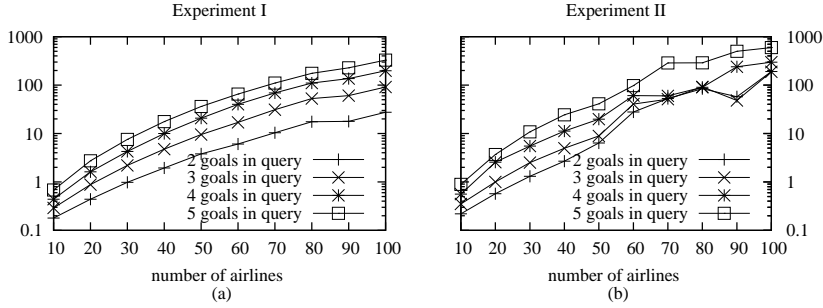 Experiment I
1000
100
10
1
0.1
2 goals in query
3 goals in query
4 goals in query
5 goals in query
10 20 30 40 50 60 70 80 90 100
number of airlines
(a)
Experiment II
1000
100
10
1
0.1
2 goals in query
3 goals in query
4 goals in query
5 goals in query
10 20 30 40 50 60 70 80 90 100
number of airlines
(b)